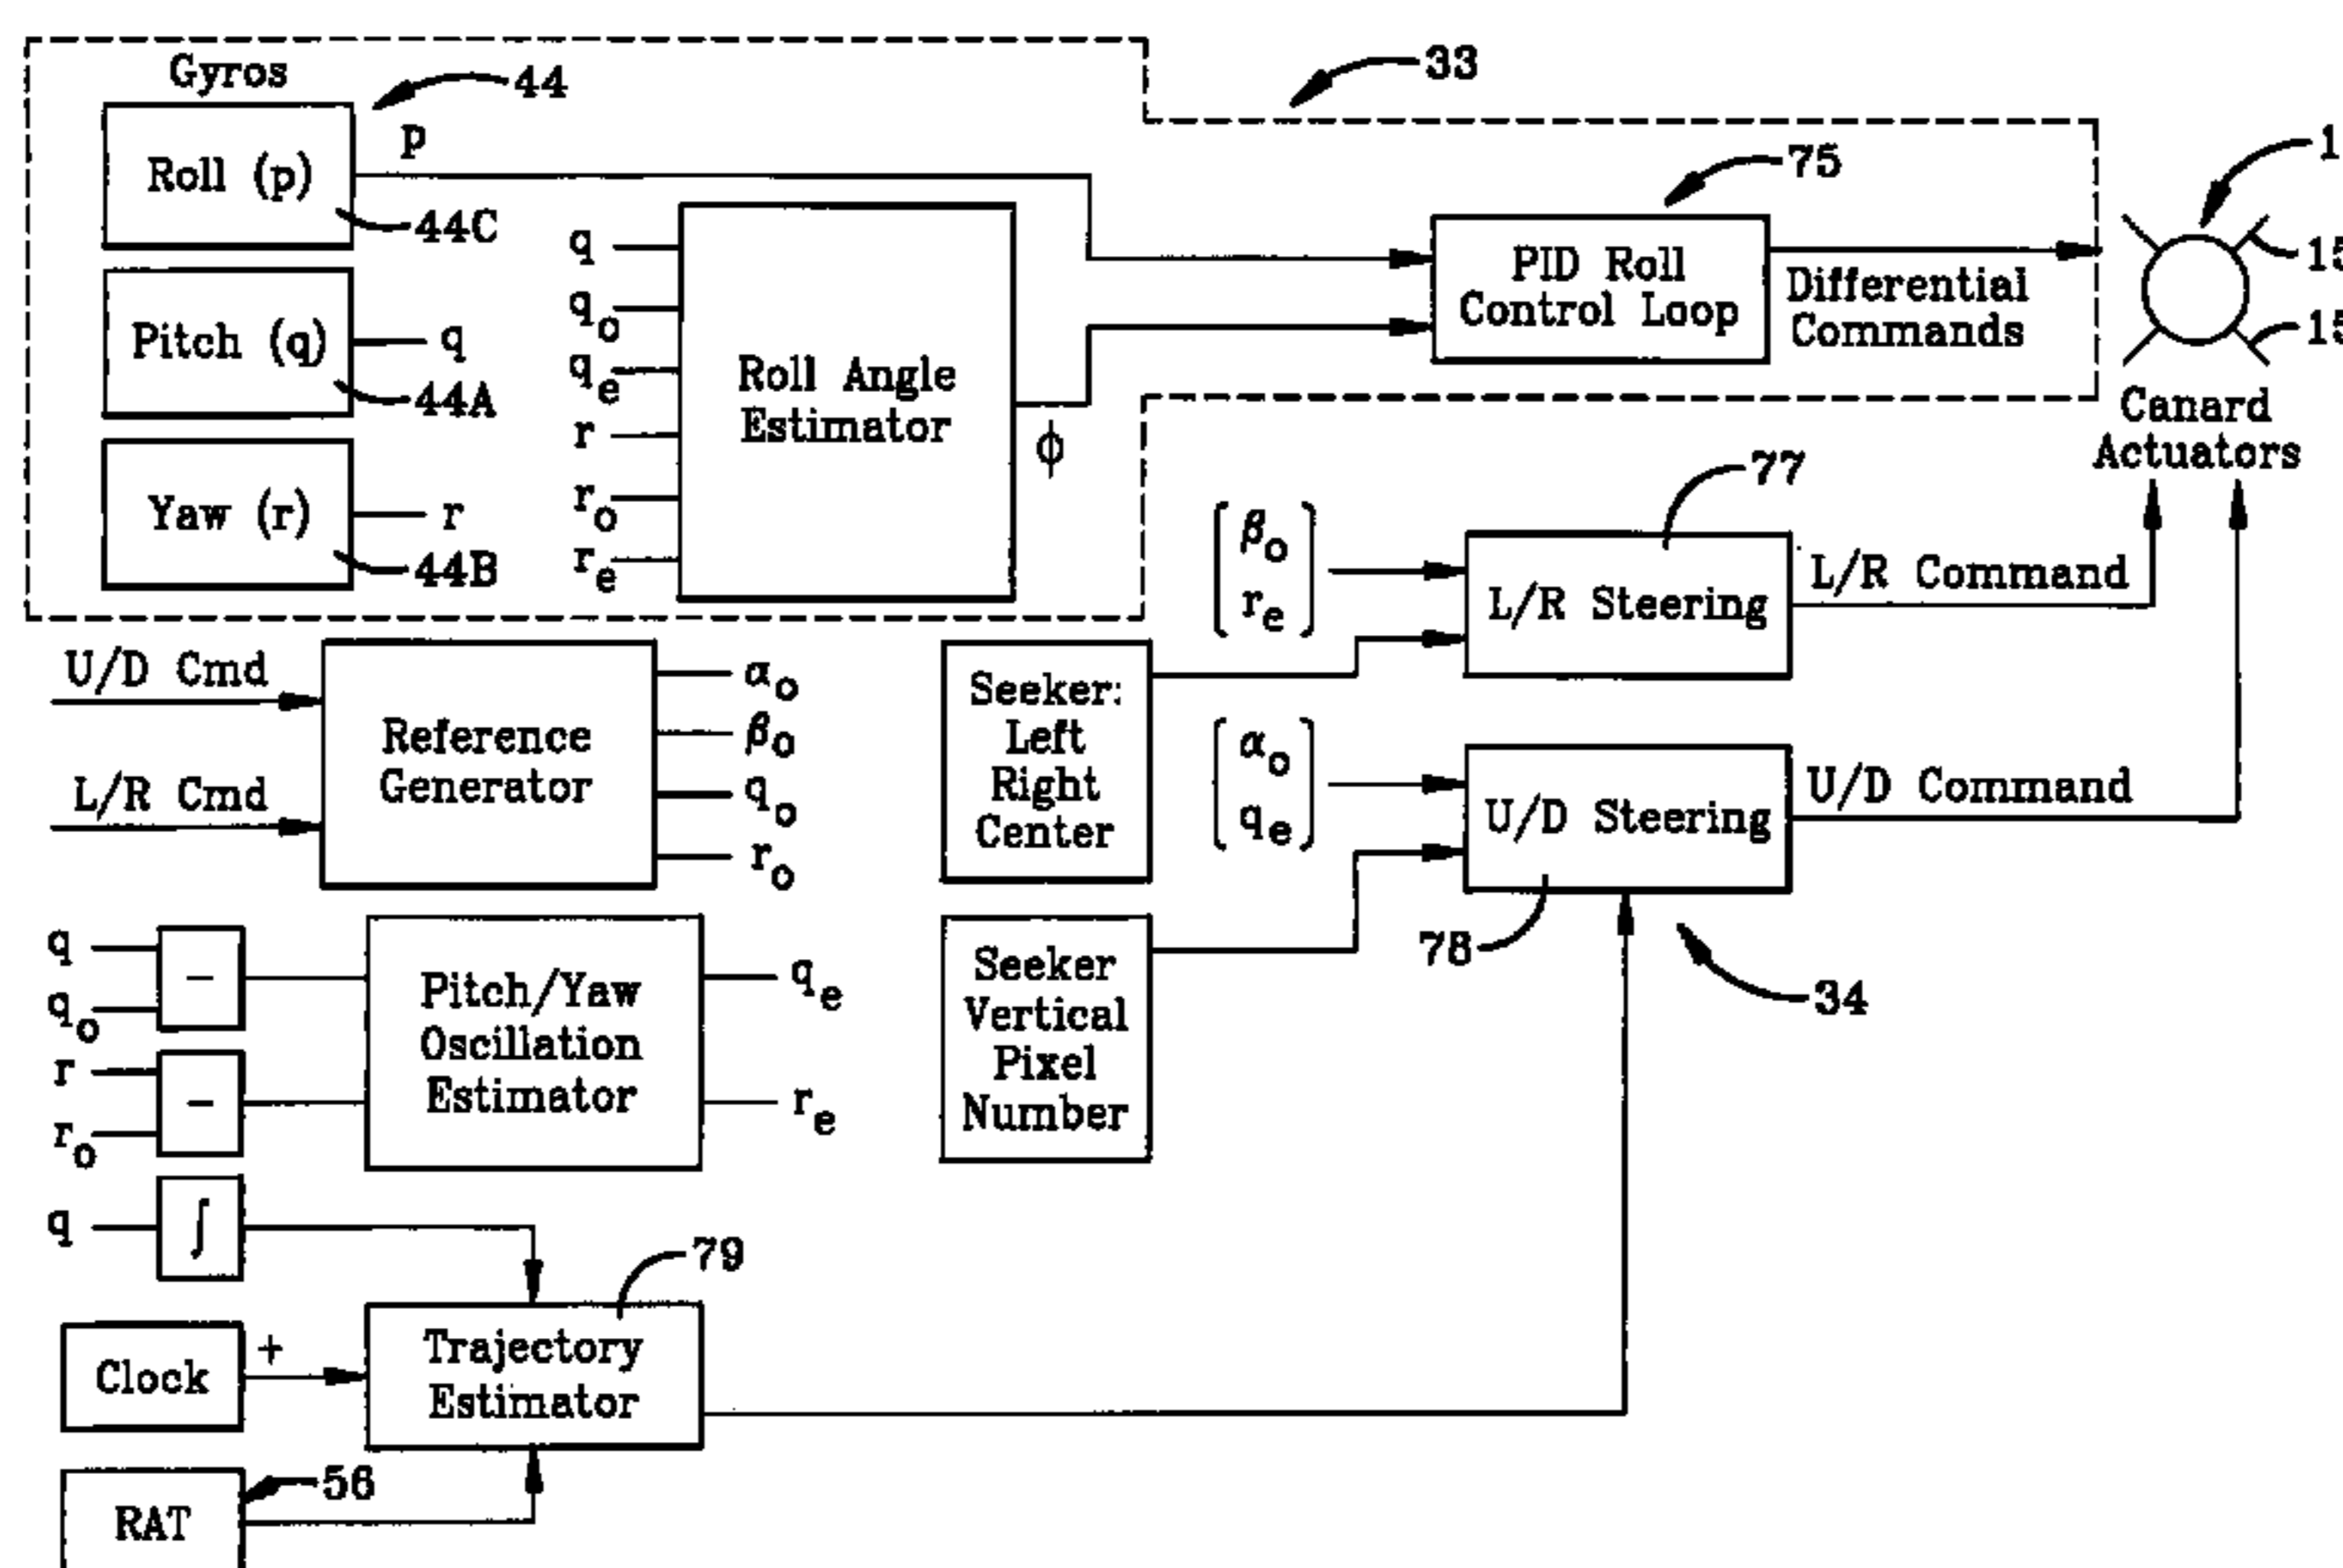 Gyros
44
33
Roll (p)
p
44C
75
1
PID Roll
Control Loop
Differential
Commands
15
15
Canard
Actuators
Pitch (q)
q
44A
Yaw (r)
r
44B
q
qo
qe
r
ro
re
Roll Angle
Estimator
ϕ
77
βo
re
L/R Steering
L/R Command
U/D Cmd
L/R Cmd
Reference
Generator
αo
βo
qo
ro
Seeker:
Left
Right
Center
αo
qe
U/D Steering
U/D Command
78
34
q
qo
−
r
ro
−
Pitch/Yaw
Oscillation
Estimator
qe
re
Seeker
Vertical
Pixel
Number
q
∫
79
Clock
+
Trajectory
Estimator
RAT
56